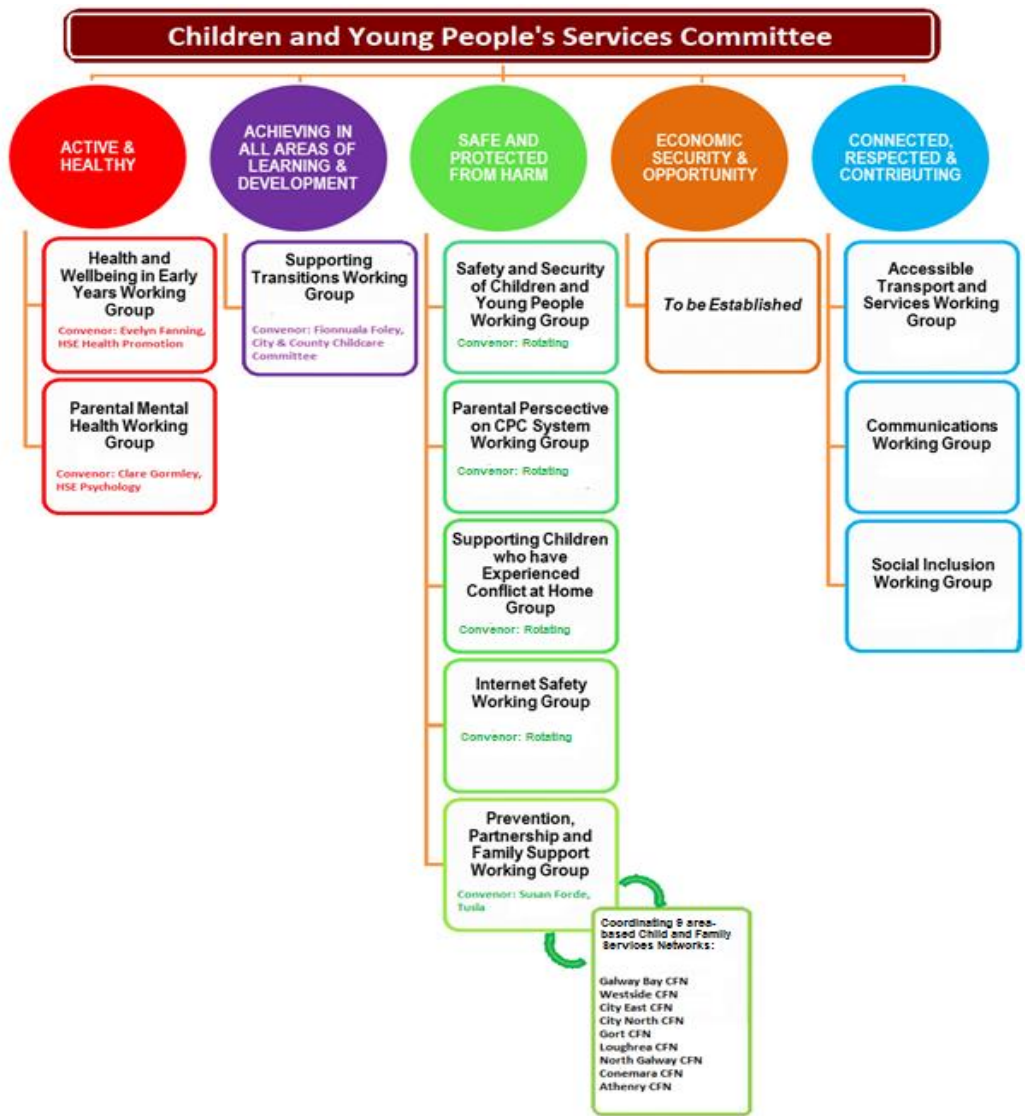 Children and Young People's Services Committee
ACTIVE &
HEALTHY
ACHIEVING IN
ALL AREAS OF
LEARNING &
DEVELOPMENT
SAFE AND
PROTECTED
FROM HARM
ECONOMIC
SECURITY &
OPPORTUNITY
CONNECTED,
RESPECTED &
CONTRIBUTING
Health and
Wellbeing in Early
Years Working
Group
Convenor: Evelyn Fanning,
HSE Health Promotion
Parental Mental
Health Working
Group
Convenor: Clare Gormley,
HSE Psychology
Supporting
Transitions Working
Group
Convenor: Fionnuala Foley,
City & County Childcare
Committee
Safety and Security
of Children and
Young People
Working Group
Convenor: Rotating
Parental Perscective
on CPC System
Working Group
Convenor: Rotating
Supporting Children
who have
Experienced
Conflict at Home
Group
Convenor: Rotating
Internet Safety
Working Group
Convenor: Rotating
Prevention,
Partnership and
Family Support
Working Group
Convenor: Susan Forde,
Tusla
Coordinating 9 area-
based Child and Family
Services Networks:
Galway Bay CFN
Westside CFN
City East CFN
City North CFN
Gort CFN
Loughrea CFN
North Galway CFN
Conemara CFN
Athenry CFN
To be Established
Accessible
Transport and
Services Working
Group
Communications
Working Group
Social Inclusion
Working Group